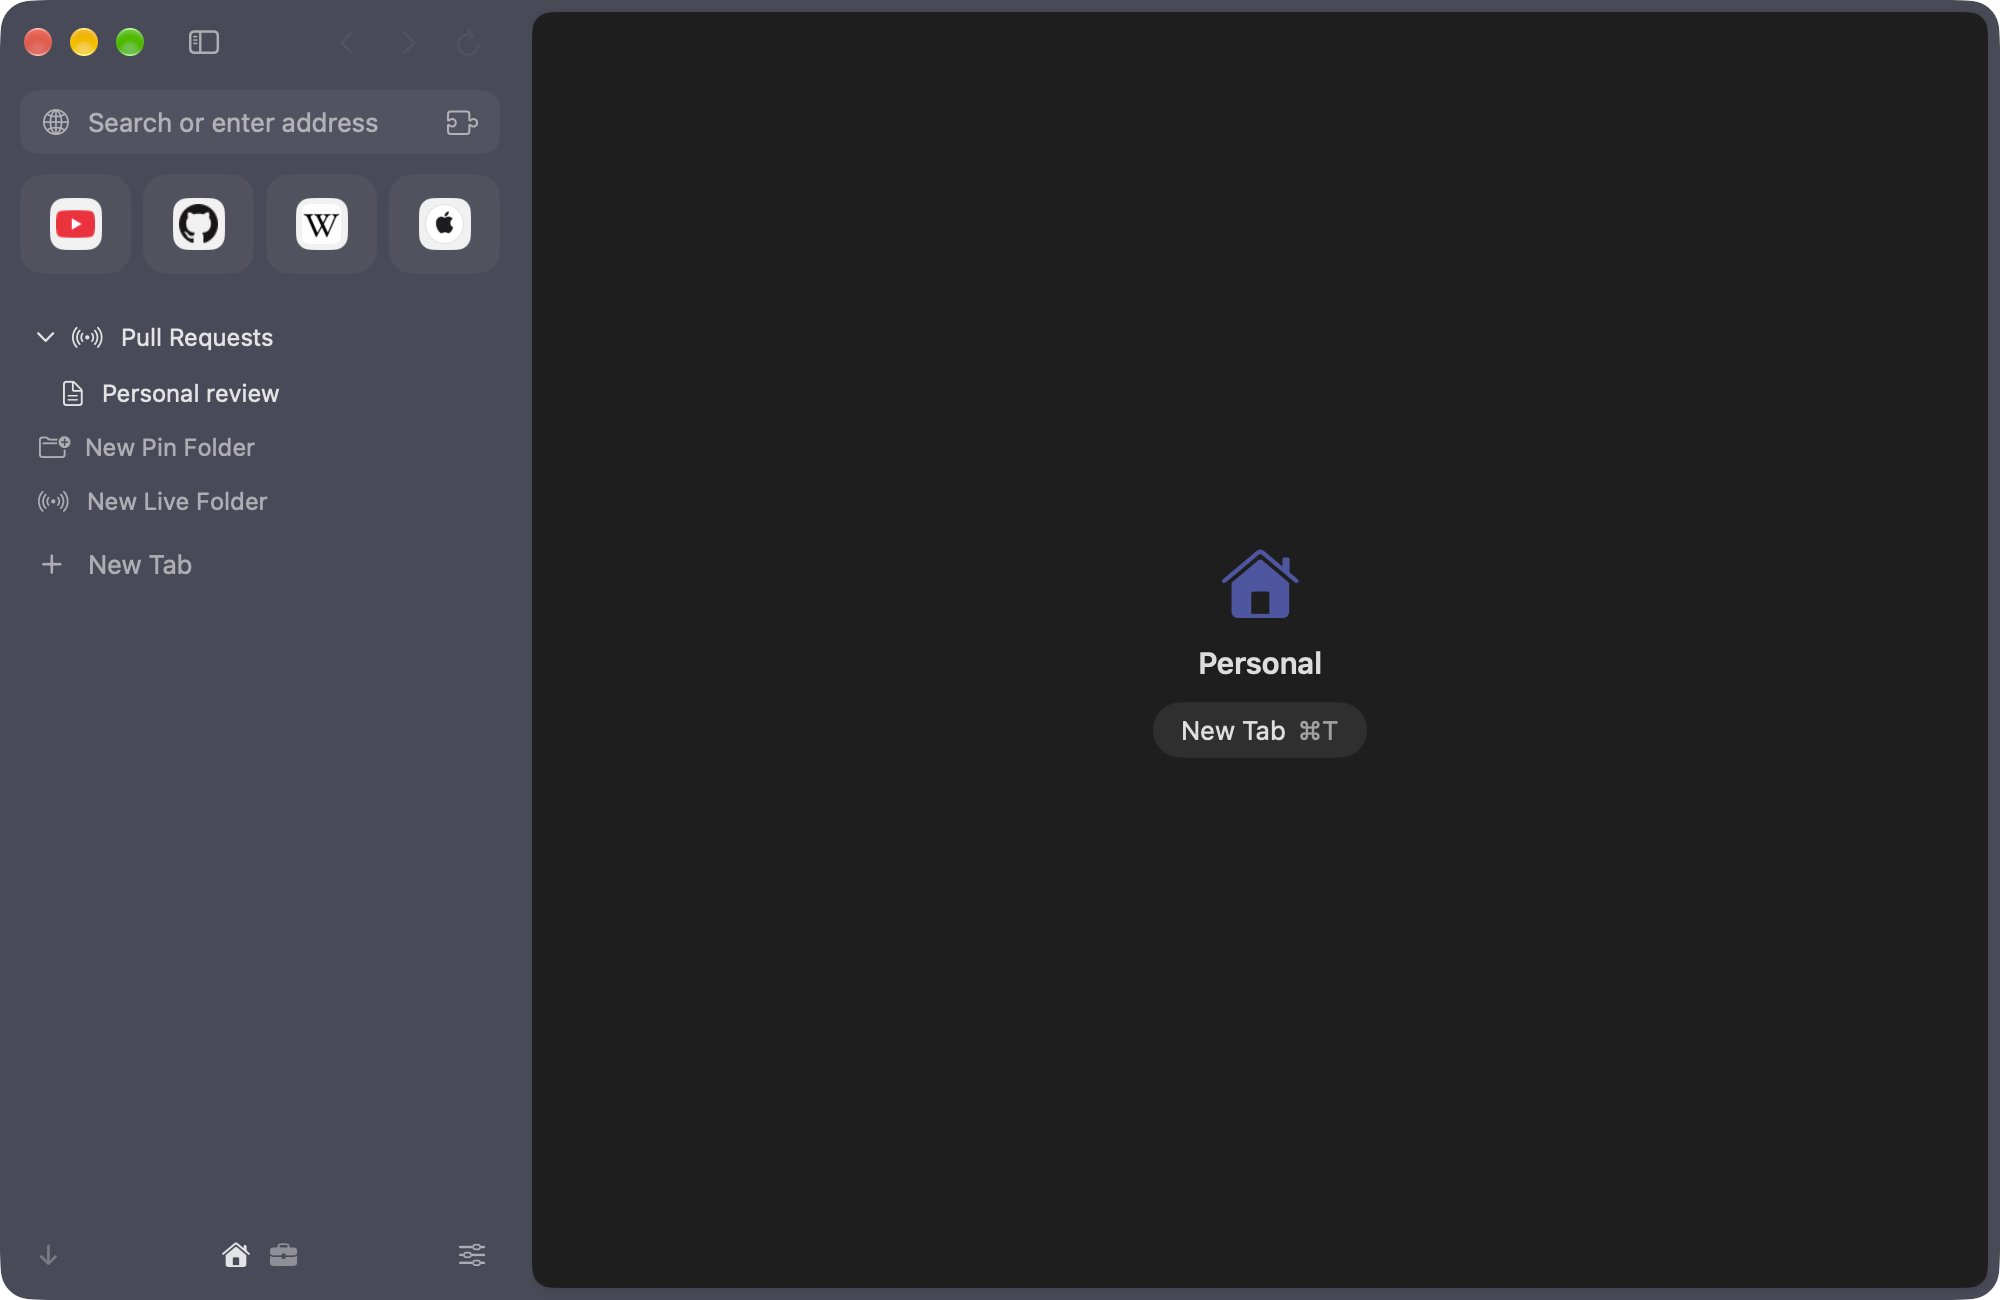 Search or enter address
W
Pull Requests
Personal review
New Pin Folder
New Live Folder
New Tab
Personal
New Tab ⌘T